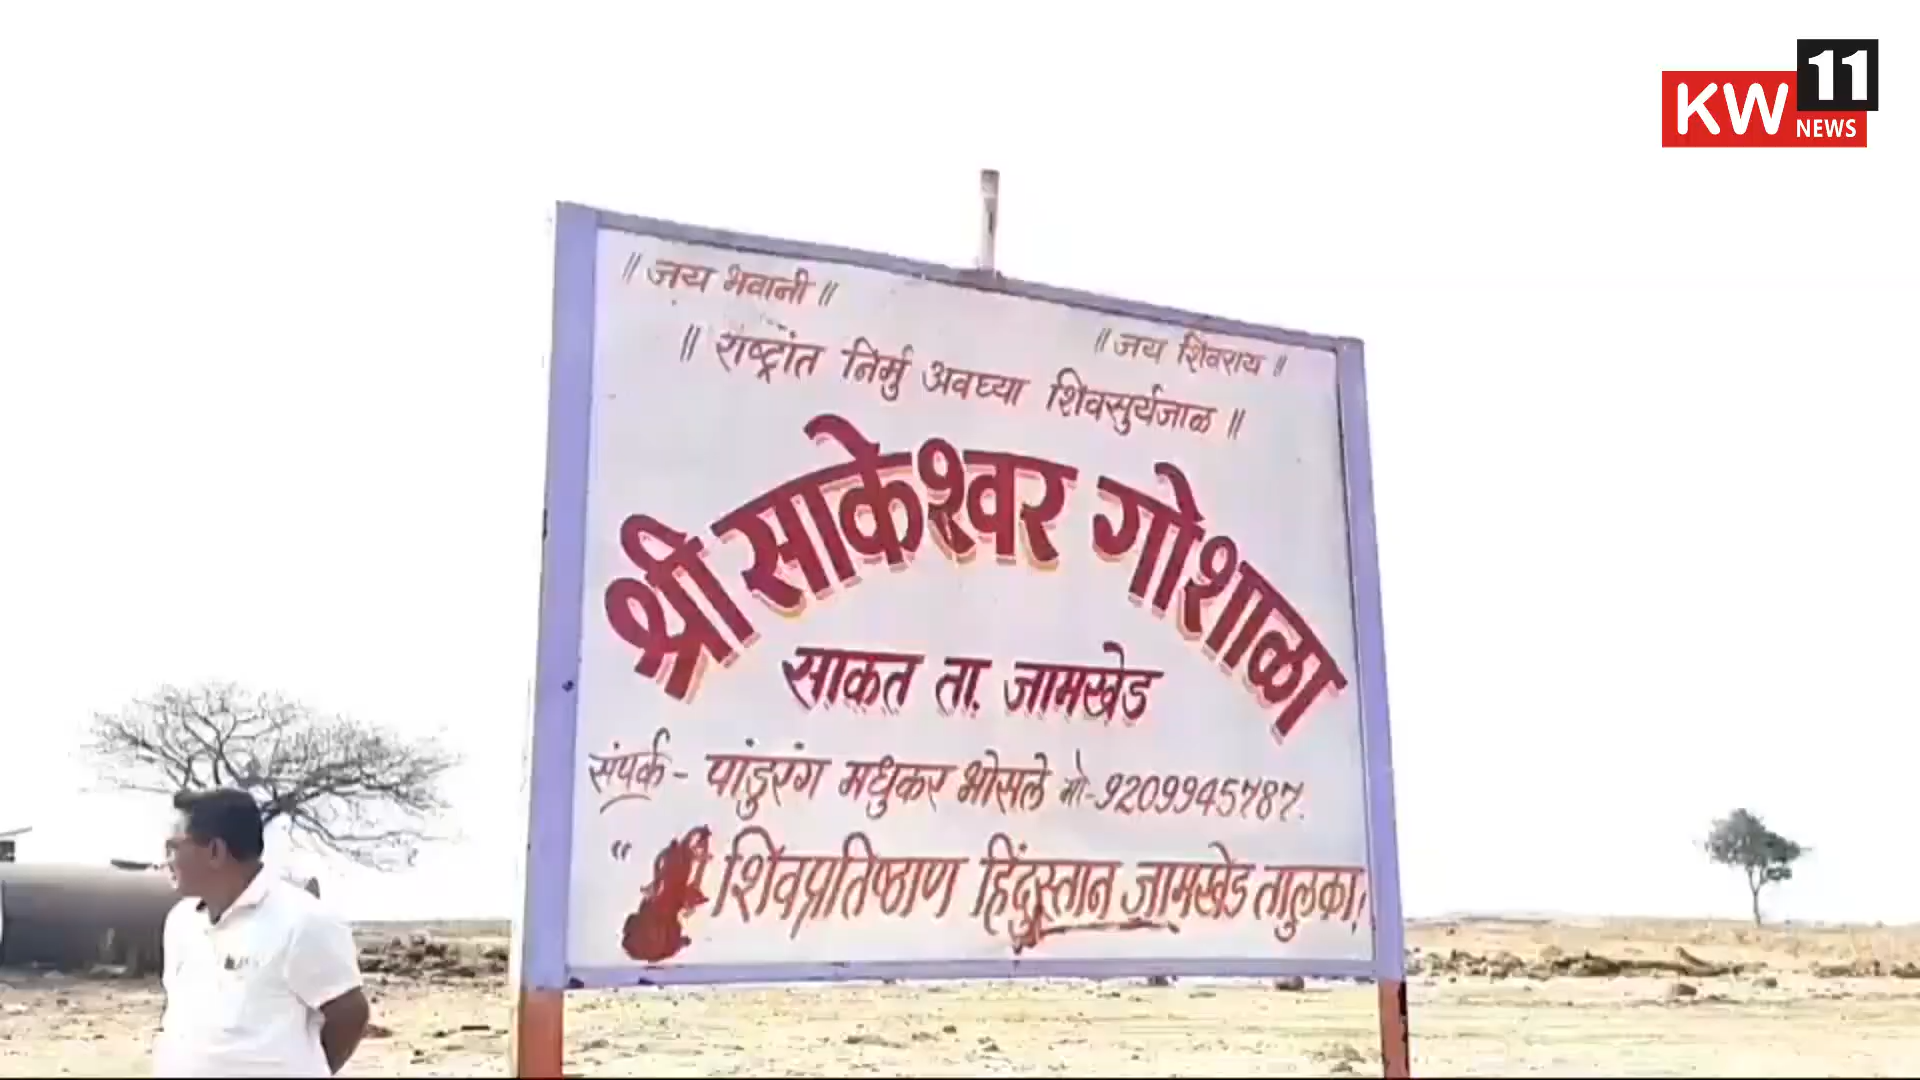 KW 11 NEWS
॥ जय भवानी ॥
॥ जय शिवराय ॥
॥ राष्ट्रांत निर्मु अवघ्या शिवसुर्यजाळ ॥
श्री साकेश्वर गोशाळा
साकत ता. जामखेड
संपर्क - पांडुरंग मधुकर भोसले मो-9209945787.
“ श्री शिवप्रतिष्ठाण हिंदुस्तान जामखेड तालुका!